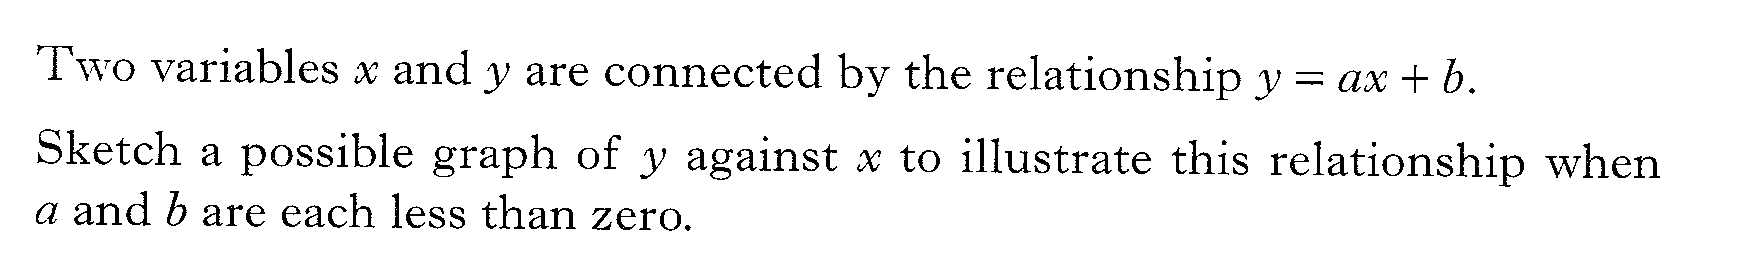 Two variables x and y are connected by the relationship y = ax + b.
Sketch a possible graph of y against x to illustrate this relationship when
a and b are each less than zero.